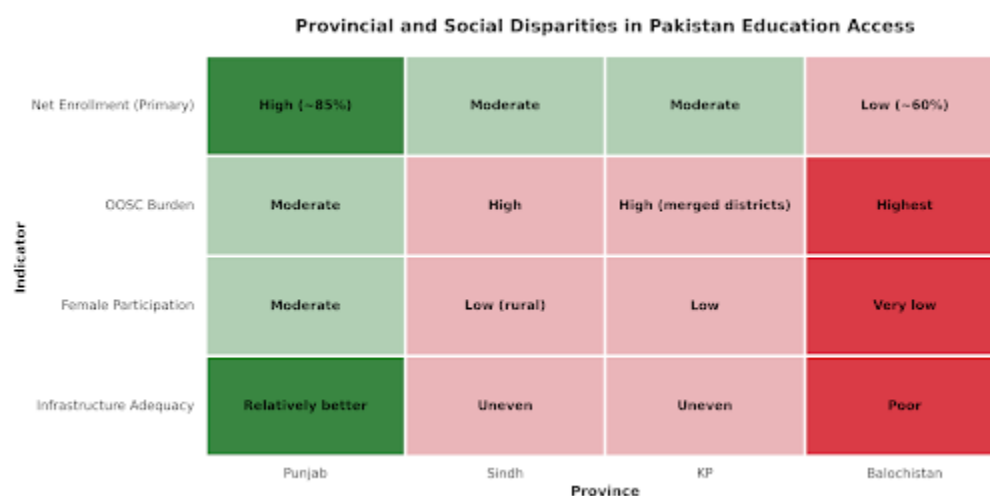 Provincial and Social Disparities in Pakistan Education Access
Indicator
Net Enrollment (Primary) High (~85%) Moderate Moderate Low (~60%)
OOSC Burden Moderate High High (merged districts) Highest
Female Participation Moderate Low (rural) Low Very low
Infrastructure Adequacy Relatively better Uneven Uneven Poor
Punjab Sindh KP Balochistan
Province